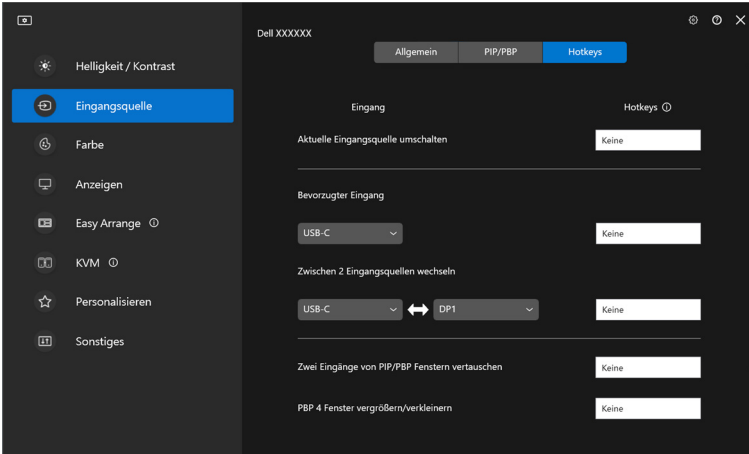 Dell XXXXXX
Allgemein PIP/PBP Hotkeys
Helligkeit / Kontrast
Eingangsquelle
Farbe
Anzeigen
Easy Arrange
KVM
Personalisieren
Sonstiges
Eingang Hotkeys
Aktuelle Eingangsquelle umschalten Keine
Bevorzugter Eingang
USB-C Keine
Zwischen 2 Eingangsquellen wechseln
USB-C DP1 Keine
Zwei Eingänge von PIP/PBP Fenstern vertauschen Keine
PBP 4 Fenster vergrößern/verkleinern Keine